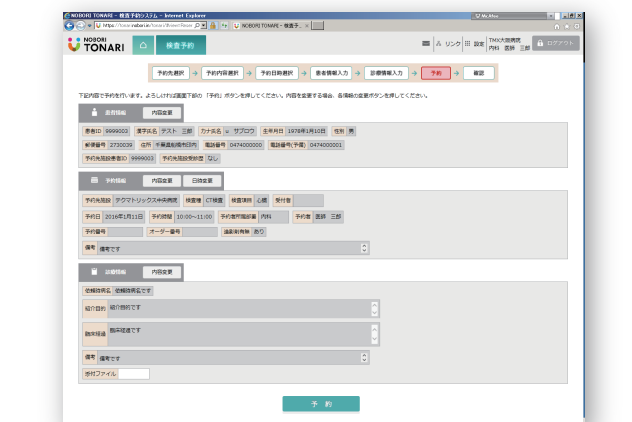 NOBORI TONARI - 検査予約システム - Internet Explorer
NOBORI TONARI - 検査予...
NOBORI
TONARI
検査予約
リンク 設定 TMX大阪病院
内科 医師 三郎
ログアウト
予約先選択 → 予約内容選択 → 予約日時選択 → 患者情報入力 → 診療情報入力 → 予約 → 確認
下記内容で予約を行います。よろしければ画面下部の「予約」ボタンを押してください。内容を変更する場合、各情報の変更ボタンを押してください。
患者情報 内容変更
患者ID 9999003 漢字氏名 テスト 三郎 カナ氏名 サブロウ 生年月日 1978年1月10日 性別 男
郵便番号 2730039 住所 千葉県船橋市印内 電話番号 0474000000 電話番号(予備) 0474000001
予約先施設患者ID 9999003 予約先施設受診歴 なし
予約情報 内容変更 日時変更
予約先施設 テクマトリックス中央病院 検査種 CT検査 検査項目 心臓 受付者
予約日 2016年1月11日 予約時間 10:00~11:00 予約者所属部署 内科 予約者 医師 三郎
予約番号 オーダー番号 造影剤有無 あり
備考 備考です
診療情報 内容変更
依頼時病名 依頼時病名です
紹介目的 紹介目的です
臨床経過 臨床経過です
備考 備考です
添付ファイル
予 約